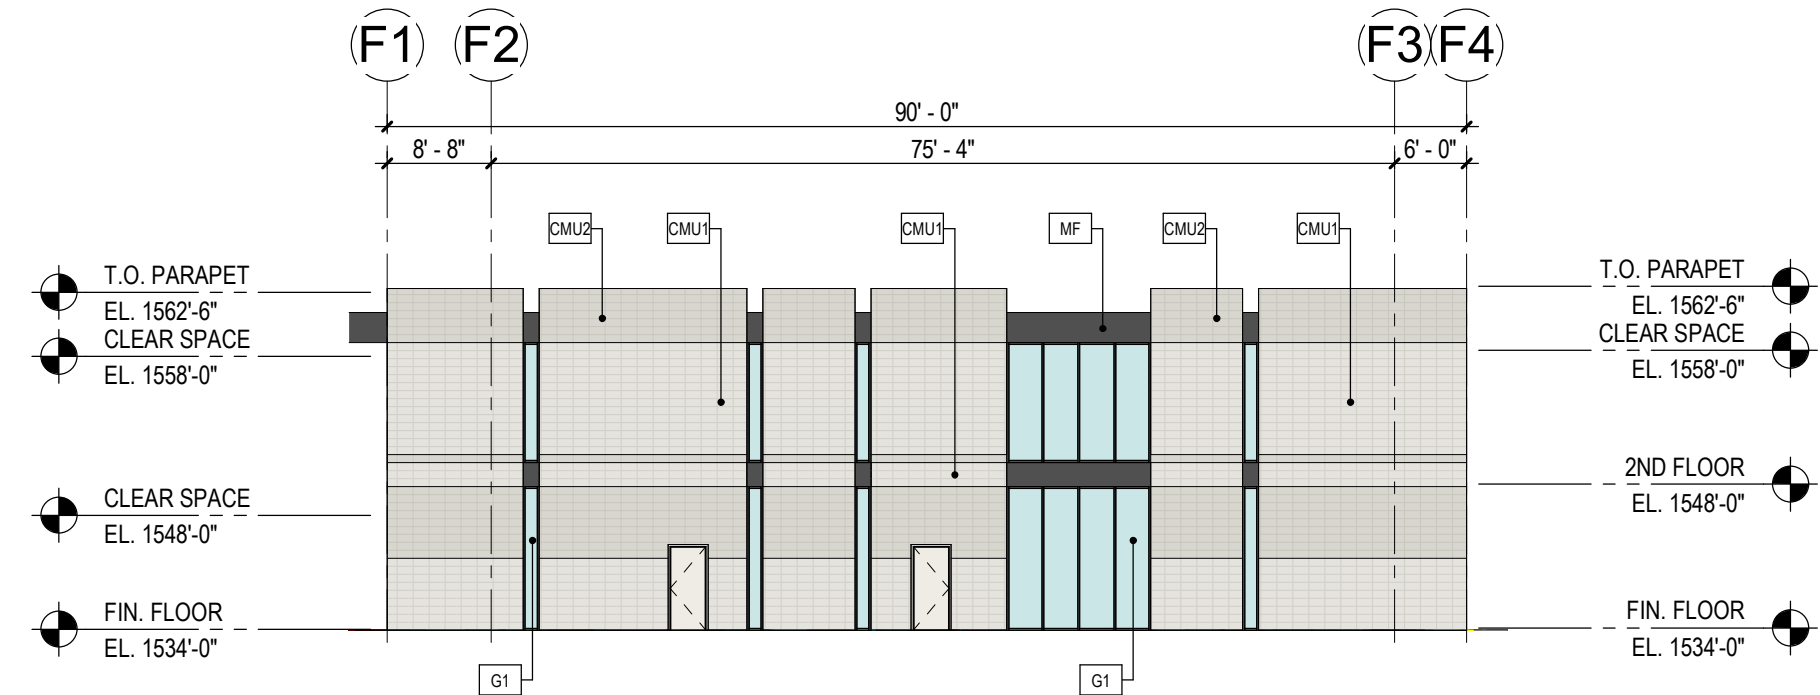 F1 F2 F3 F4
90' - 0"
8' - 8" 75' - 4" 6' - 0"
CMU2 CMU1 CMU1 MF CMU2 CMU1
T.O. PARAPET
EL. 1562'-6"
CLEAR SPACE
EL. 1558'-0"
CLEAR SPACE
EL. 1548'-0"
FIN. FLOOR
EL. 1534'-0"
T.O. PARAPET
EL. 1562'-6"
CLEAR SPACE
EL. 1558'-0"
2ND FLOOR
EL. 1548'-0"
FIN. FLOOR
EL. 1534'-0"
G1 G1